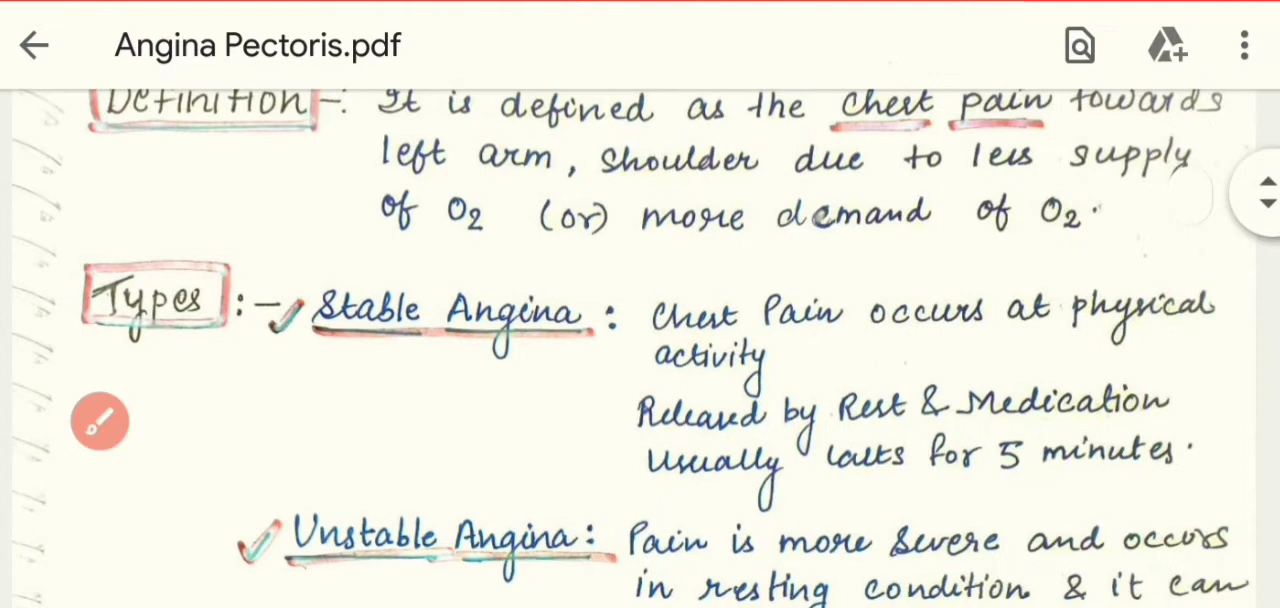 Angina Pectoris.pdf
Definition :- It is defined as the chest pain towards
left arm, shoulder due to less supply
of O2 (or) more demand of O2.
Types :- Stable Angina : Chest Pain occurs at physical
activity
Released by Rest & Medication
Usually lasts for 5 minutes.
Unstable Angina : Pain is more severe and occurs
in resting condition & it can